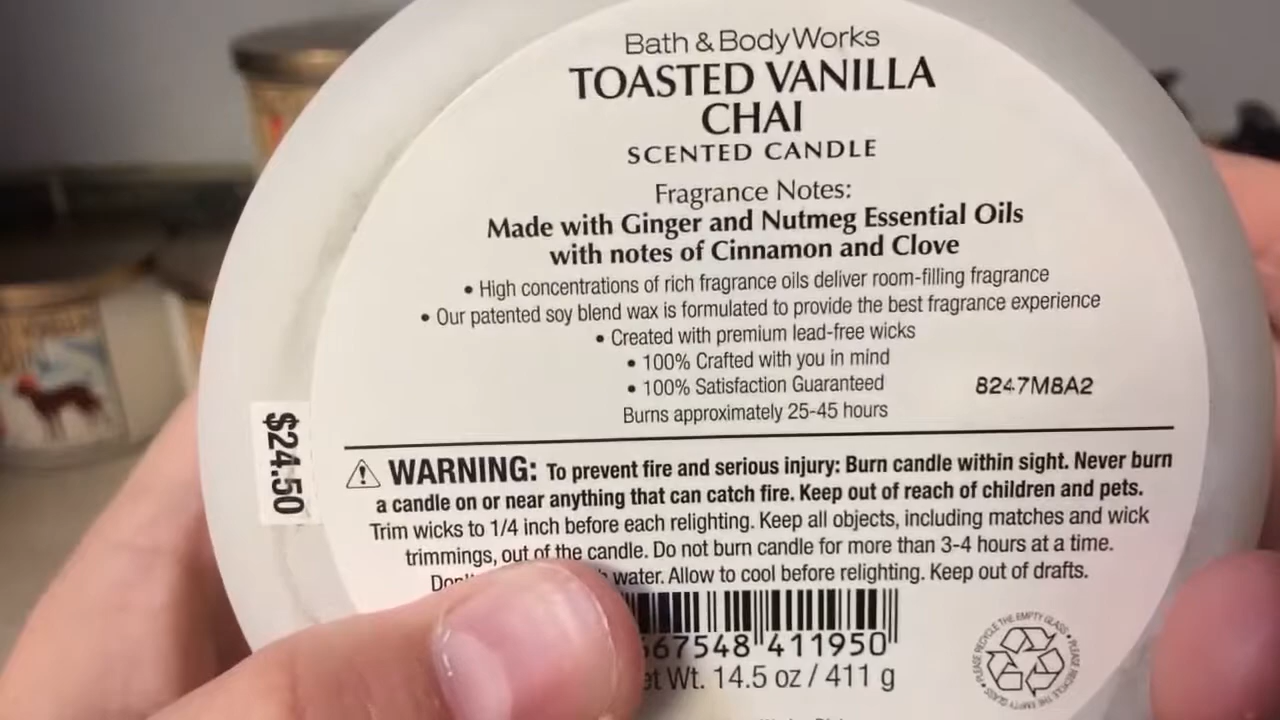 Bath & Body Works
TOASTED VANILLA
CHAI
SCENTED CANDLE
Fragrance Notes:
Made with Ginger and Nutmeg Essential Oils
with notes of Cinnamon and Clove
• High concentrations of rich fragrance oils deliver room-filling fragrance
• Our patented soy blend wax is formulated to provide the best fragrance experience
• Created with premium lead-free wicks
• 100% Crafted with you in mind
• 100% Satisfaction Guaranteed
8247M8A2
Burns approximately 25-45 hours
$24.50
WARNING: To prevent fire and serious injury: Burn candle within sight. Never burn
a candle on or near anything that can catch fire. Keep out of reach of children and pets.
Trim wicks to 1/4 inch before each relighting. Keep all objects, including matches and wick
trimmings, out of the candle. Do not burn candle for more than 3-4 hours at a time.
water. Allow to cool before relighting. Keep out of drafts.
67548 411950
Wt. 14.5 oz / 411 g
PLEASE RECYCLE THE EMPTY GLASS • PLEASE RECYCLE THE EMPTY GLASS •